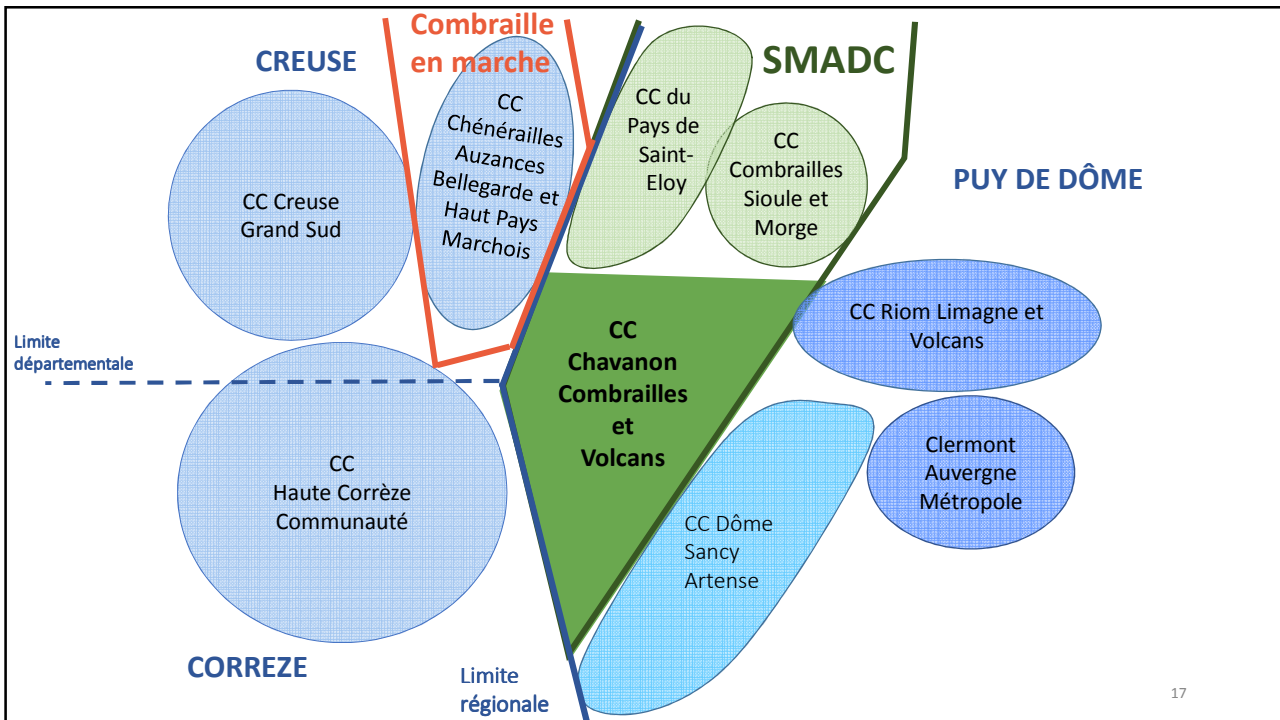 CREUSE
Combraille
en marche
SMADC
CC
Chénérailles
Auzances
Bellegarde et
Haut Pays
Marchois
CC du
Pays de
Saint-
Eloy
CC
Combrailles
Sioule et
Morge
PUY DE DÔME
CC Creuse
Grand Sud
CC Riom Limagne et
Volcans
Limite
départementale
CC
Chavanon
Combrailles
et
Volcans
CC
Haute Corrèze
Communauté
Clermont
Auvergne
Métropole
CC Dôme
Sancy
Artense
CORREZE
Limite
régionale
17